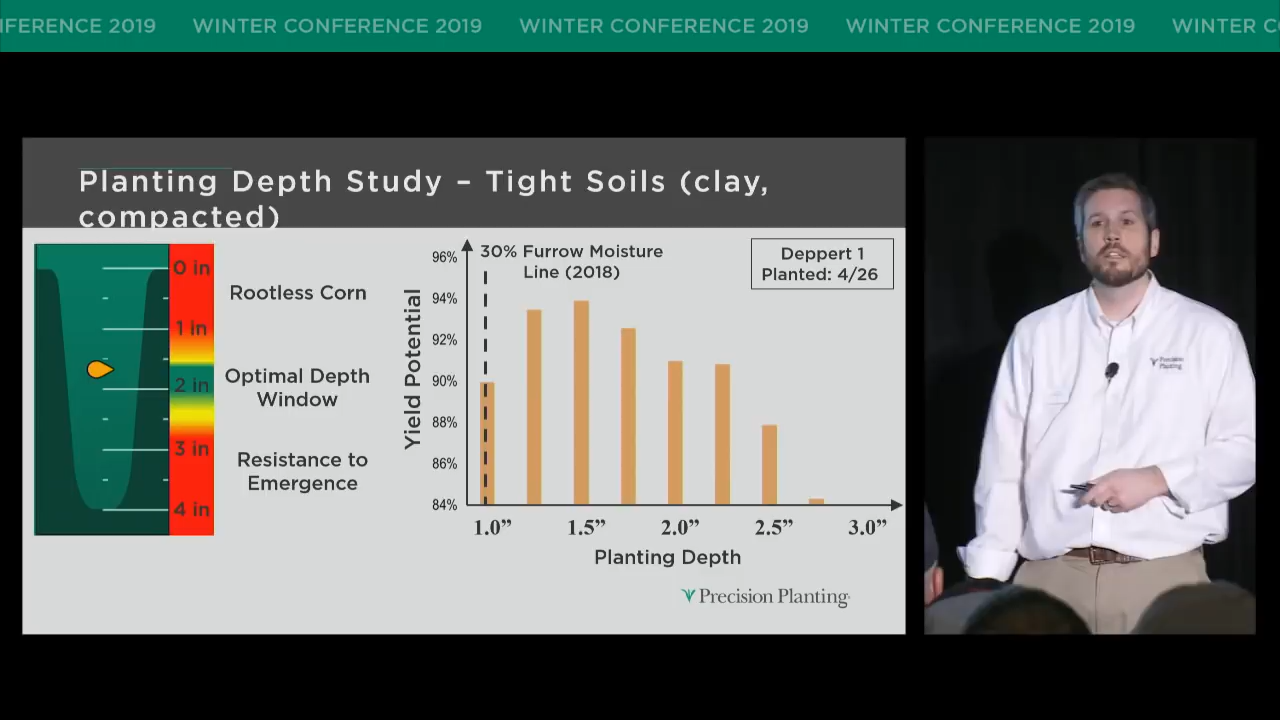 FERENCE 2019 WINTER CONFERENCE 2019 WINTER CONFERENCE 2019 WINTER CONFERENCE 2019 WINTER
Planting Depth Study – Tight Soils (clay,
compacted)
0 in
1 in
2 in
3 in
4 in
Rootless Corn
Optimal Depth
Window
Resistance to
Emergence
Yield Potential
96%
94%
92%
90%
88%
86%
84%
30% Furrow Moisture
Line (2018)
Deppert 1
Planted: 4/26
1.0” 1.5” 2.0” 2.5” 3.0”
Planting Depth
Precision Planting
Precision
Planting